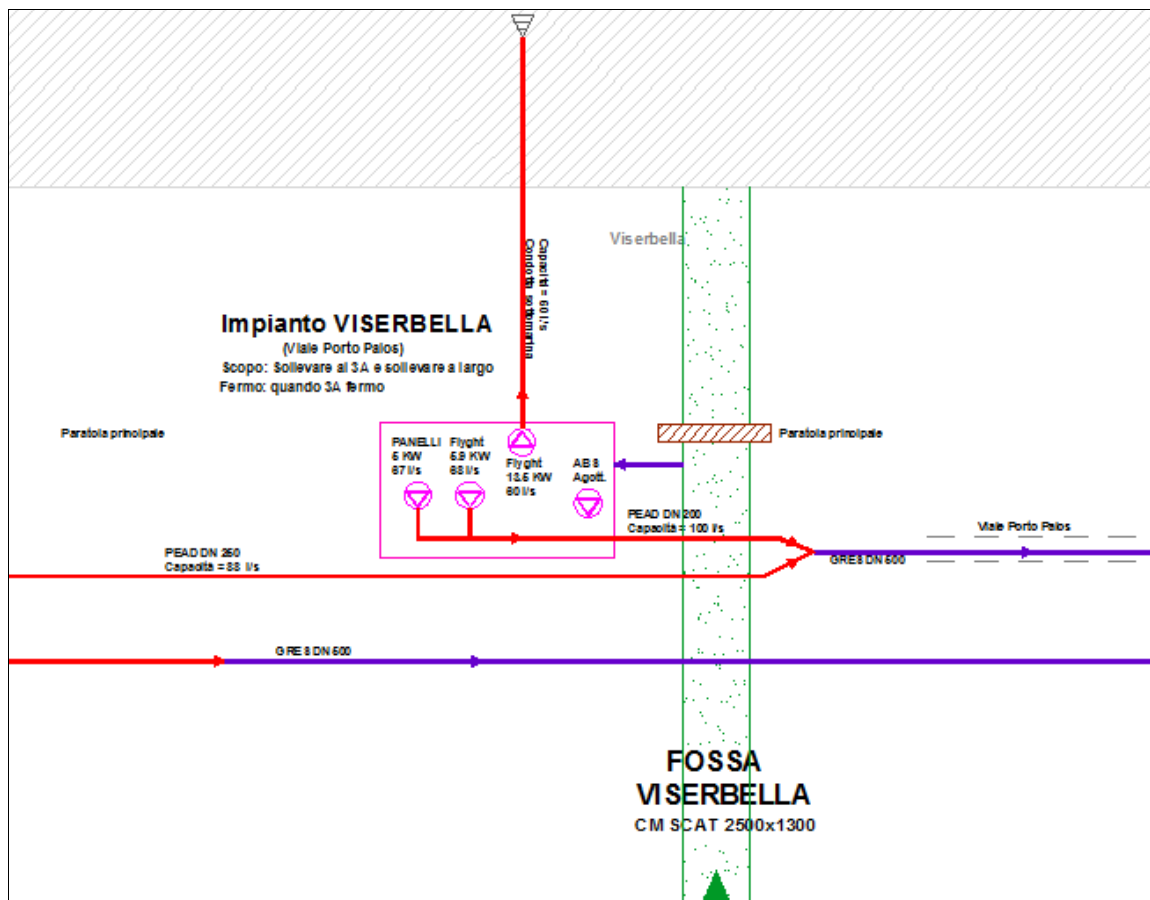 Viserbella
Capacità = 60 l/s
Condotta sottomarina
Impianto VISERBELLA
(Viale Porto Palos)
Scopo: Sollevare al 3A e sollevare a largo
Fermo: quando 3A fermo
Paratoia principale
Paratoia principale
PANELLI
5 KW
67 l/s
Flyght
5.9 KW
68 l/s
Flyght
13.5 KW
60 l/s
ABS
Agott.
PEAD DN 200
Capacità = 100 l/s
Viale Porto Palos
PEAD DN 250
Capacità = 88 l/s
GRES DN 500
GRES DN 500
FOSSA
VISERBELLA
CM SCAT 2500x1300